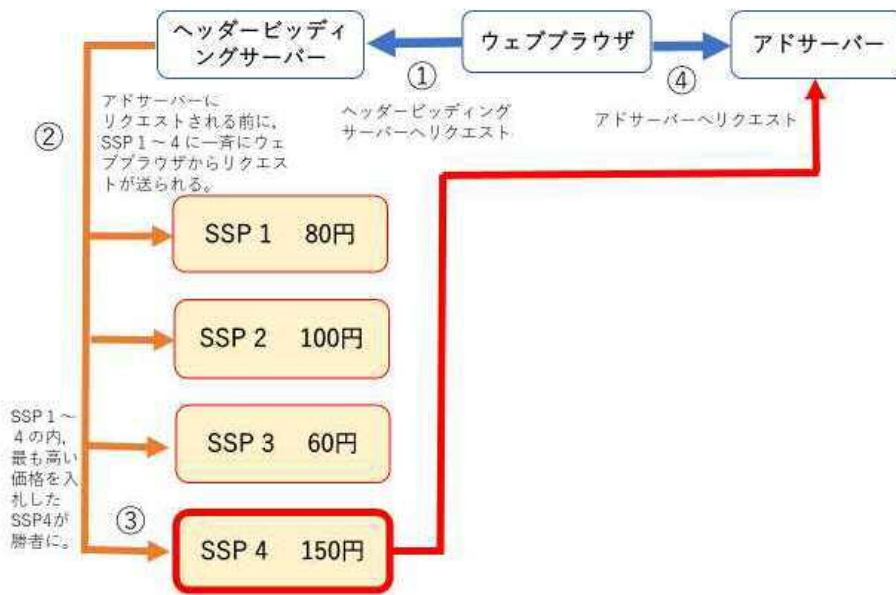 ヘッダービッディ
ングサーバー
ウェブブラウザ
アドサーバー
①
④
ヘッダービッディング
サーバーへリクエスト
アドサーバーへリクエスト
②
アドサーバーに
リクエストされる前に,
SSP１～４に一斉にウェ
ブブラウザからリクエス
トが送られる。
SSP 1 80円
SSP 2 100円
SSP 3 60円
SSP１～
４の内,
最も高い
価格を入
札した
SSP4が
勝者に。
③
SSP 4 150円